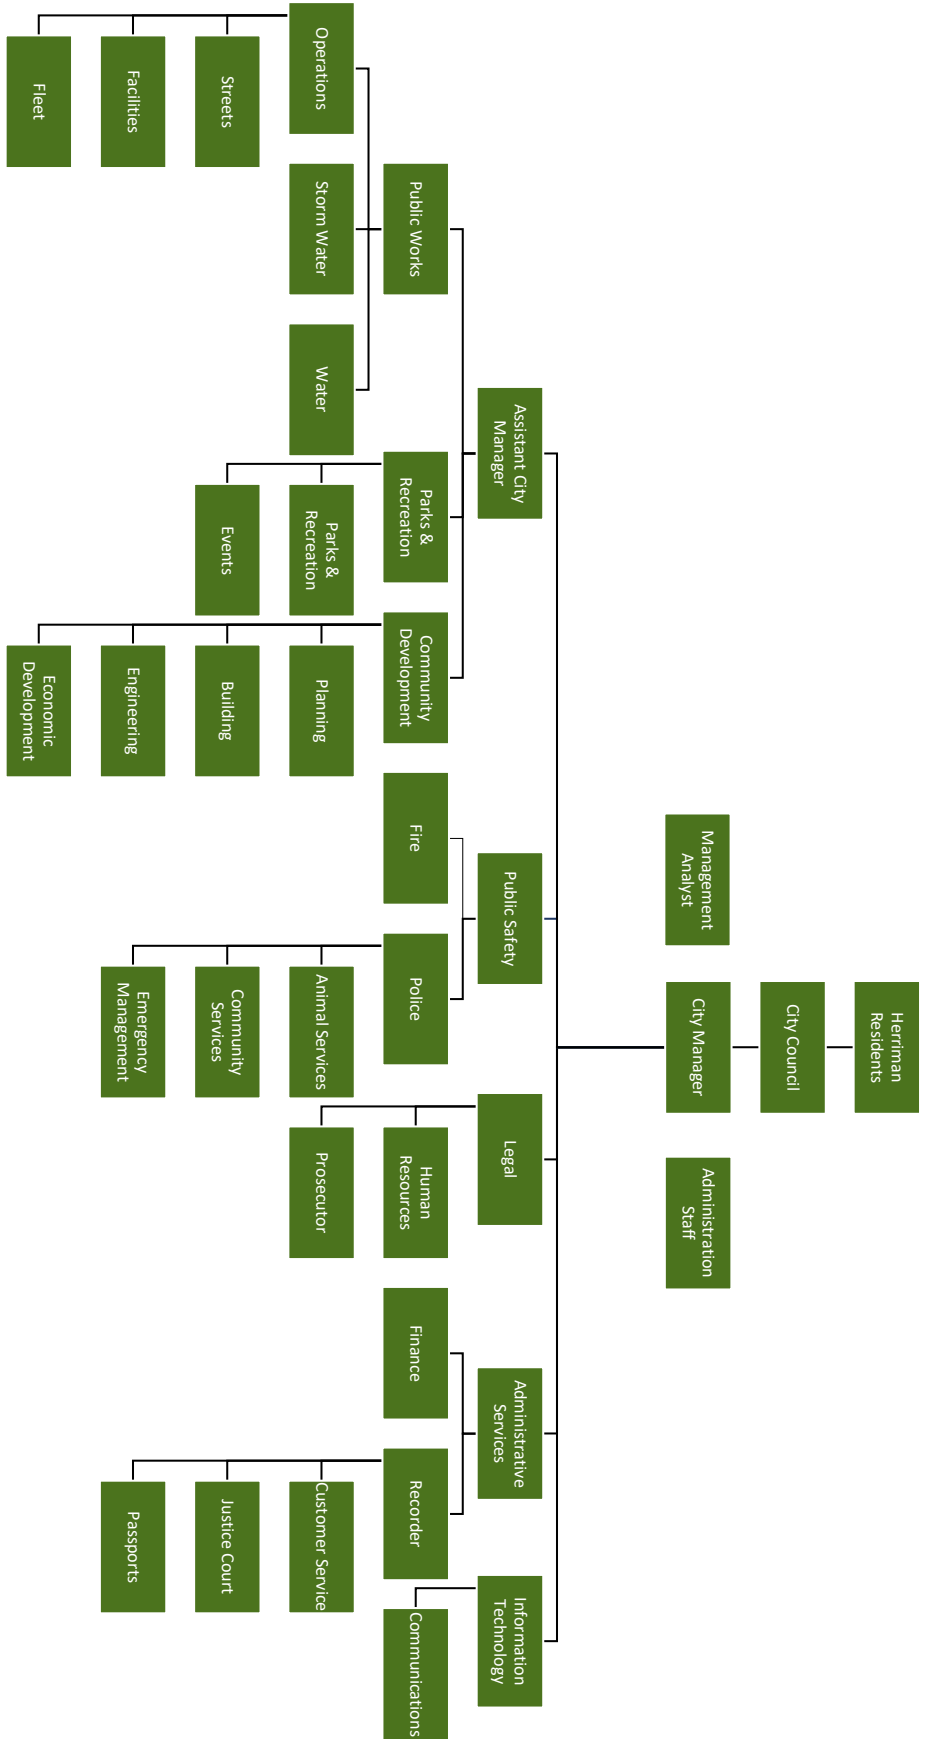 Herriman
Residents
City Council
Management
Analyst
City Manager
Administration
Staff
Assistant City
Manager
Public Safety
Legal
Administrative
Services
Information
Technology
Public Works
Parks &
Recreation
Community
Development
Fire
Police
Human
Resources
Finance
Recorder
Communications
Operations
Storm Water
Water
Parks &
Recreation
Planning
Animal Services
Prosecutor
Customer Service
Streets
Events
Building
Community
Services
Justice Court
Facilities
Engineering
Emergency
Management
Passports
Fleet
Economic
Development